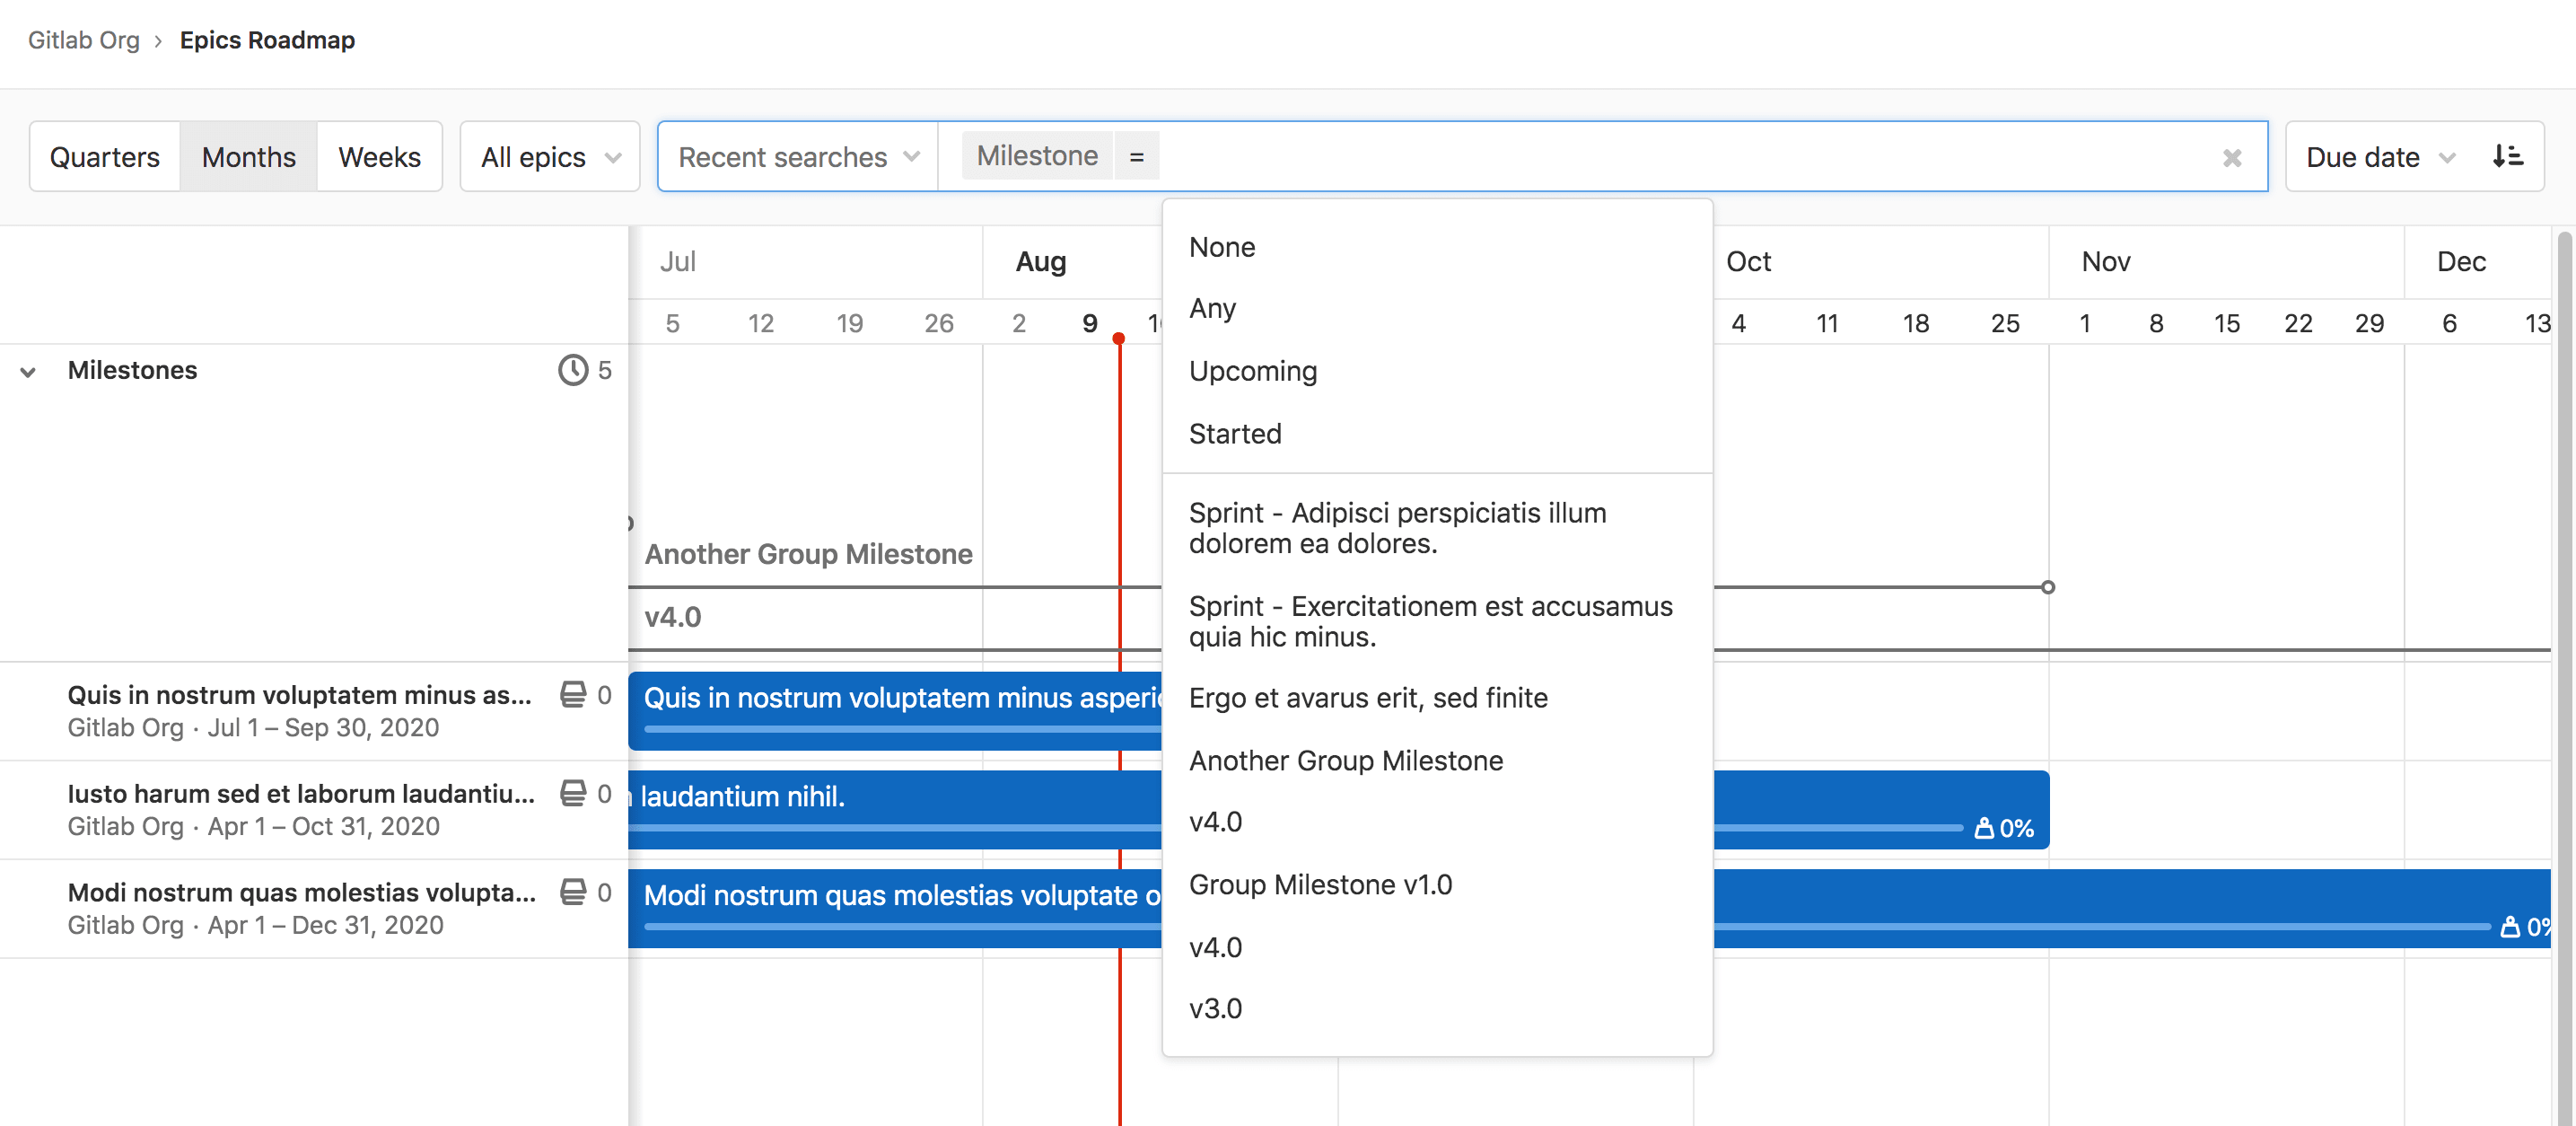 Gitlab Org › Epics Roadmap
Quarters Months Weeks All epics Recent searches Milestone = Due date
None
Any
Upcoming
Started
Sprint - Adipisci perspiciatis illum
dolorem ea dolores.
Sprint - Exercitationem est accusamus
quia hic minus.
Ergo et avarus erit, sed finite
Another Group Milestone
v4.0
Group Milestone v1.0
v4.0
v3.0
Jul Aug Oct Nov Dec
5 12 19 26 2 9 4 11 18 25 1 8 15 22 29 6 13
Milestones 5
Another Group Milestone
v4.0
Quis in nostrum voluptatem minus as... 0
Gitlab Org · Jul 1 – Sep 30, 2020
Quis in nostrum voluptatem minus
Iusto harum sed et laborum laudantiu... 0
Gitlab Org · Apr 1 – Oct 31, 2020
laudantium nihil.
0%
Modi nostrum quas molestias volupta... 0
Gitlab Org · Apr 1 – Dec 31, 2020
Modi nostrum quas molestias voluptate
0%